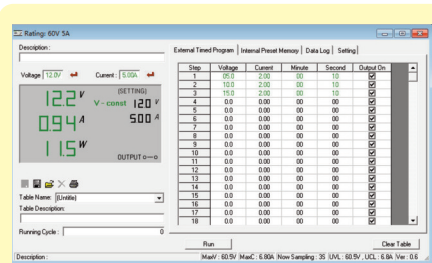 Rating: 60V 5A
Description:
Voltage 12.0V Current: 5.00A
(SETTING)
12.2 V V - const 12.0 V
0.94 A 5.00 A
11.5 W
OUTPUT
Table Name: (Untitle)
Table Description:
Running Cycle: 0
External Timed Program Internal Preset Memory Data Log Setting
Step Voltage Current Minute Second Output On
1 05.0 2.00 00 10
2 10.0 2.00 00 10
3 15.0 2.00 00 10
4 0.0 0.00 00 00
5 0.0 0.00 00 00
6 0.0 0.00 00 00
7 0.0 0.00 00 00
8 0.0 0.00 00 00
9 0.0 0.00 00 00
10 0.0 0.00 00 00
11 0.0 0.00 00 00
12 0.0 0.00 00 00
13 0.0 0.00 00 00
14 0.0 0.00 00 00
15 0.0 0.00 00 00
16 0.0 0.00 00 00
17 0.0 0.00 00 00
18 0.0 0.00 00 00
Run Clear Table
Description: MaxV : 60.9V MaxC : 6.80A Now Sampling : 3S UVL : 60.9V , UCL : 6.8A Ver : 0.6